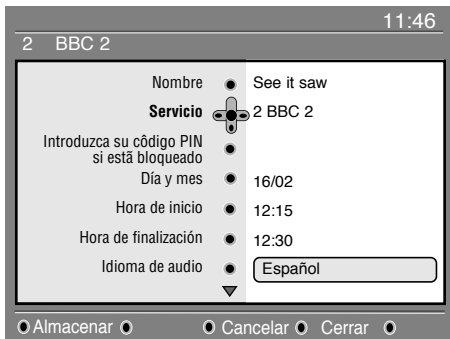 11:46
2 BBC 2
Nombre See it saw
Servicio 2 BBC 2
Introduzca su côdigo PIN
si estã bloqueado
Día y mes 16/02
Hora de inicio 12:15
Hora de finalización 12:30
Idioma de audio Español
Almacenar Cancelar Cerrar